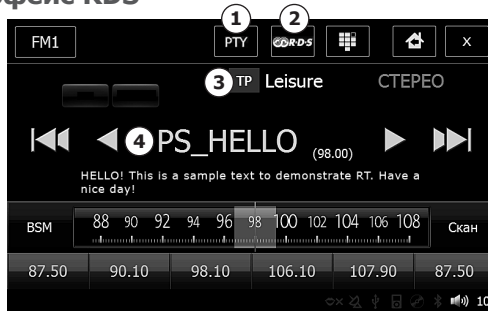 фейс RDS
1 2
FM1 PTY R·D·S X
3 TP Leisure СТЕРЕО
4 PS_HELLO (98.00)
HELLO! This is a sample text to demonstrate RT. Have a
nice day!
BSM 88 90 92 94 96 98 100 102 104 106 108 Скан
87.50 90.10 98.10 106.10 107.90 87.50
10